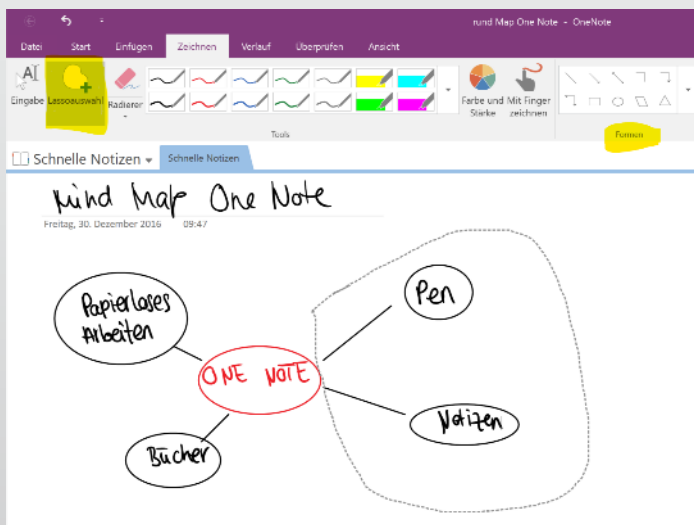 rund Map One Note - OneNote
Datei Start Einfügen Zeichnen Verlauf Überprüfen Ansicht
Eingabe Lassoauswahl Radierer Farbe und Stärke Mit Finger zeichnen
Tools Formen
Schnelle Notizen Schnelle Notizen
Mind Map One Note
Freitag, 30. Dezember 2016 09:47
Papierloses
Arbeiten
Pen
ONE NOTE
Notizen
Bücher